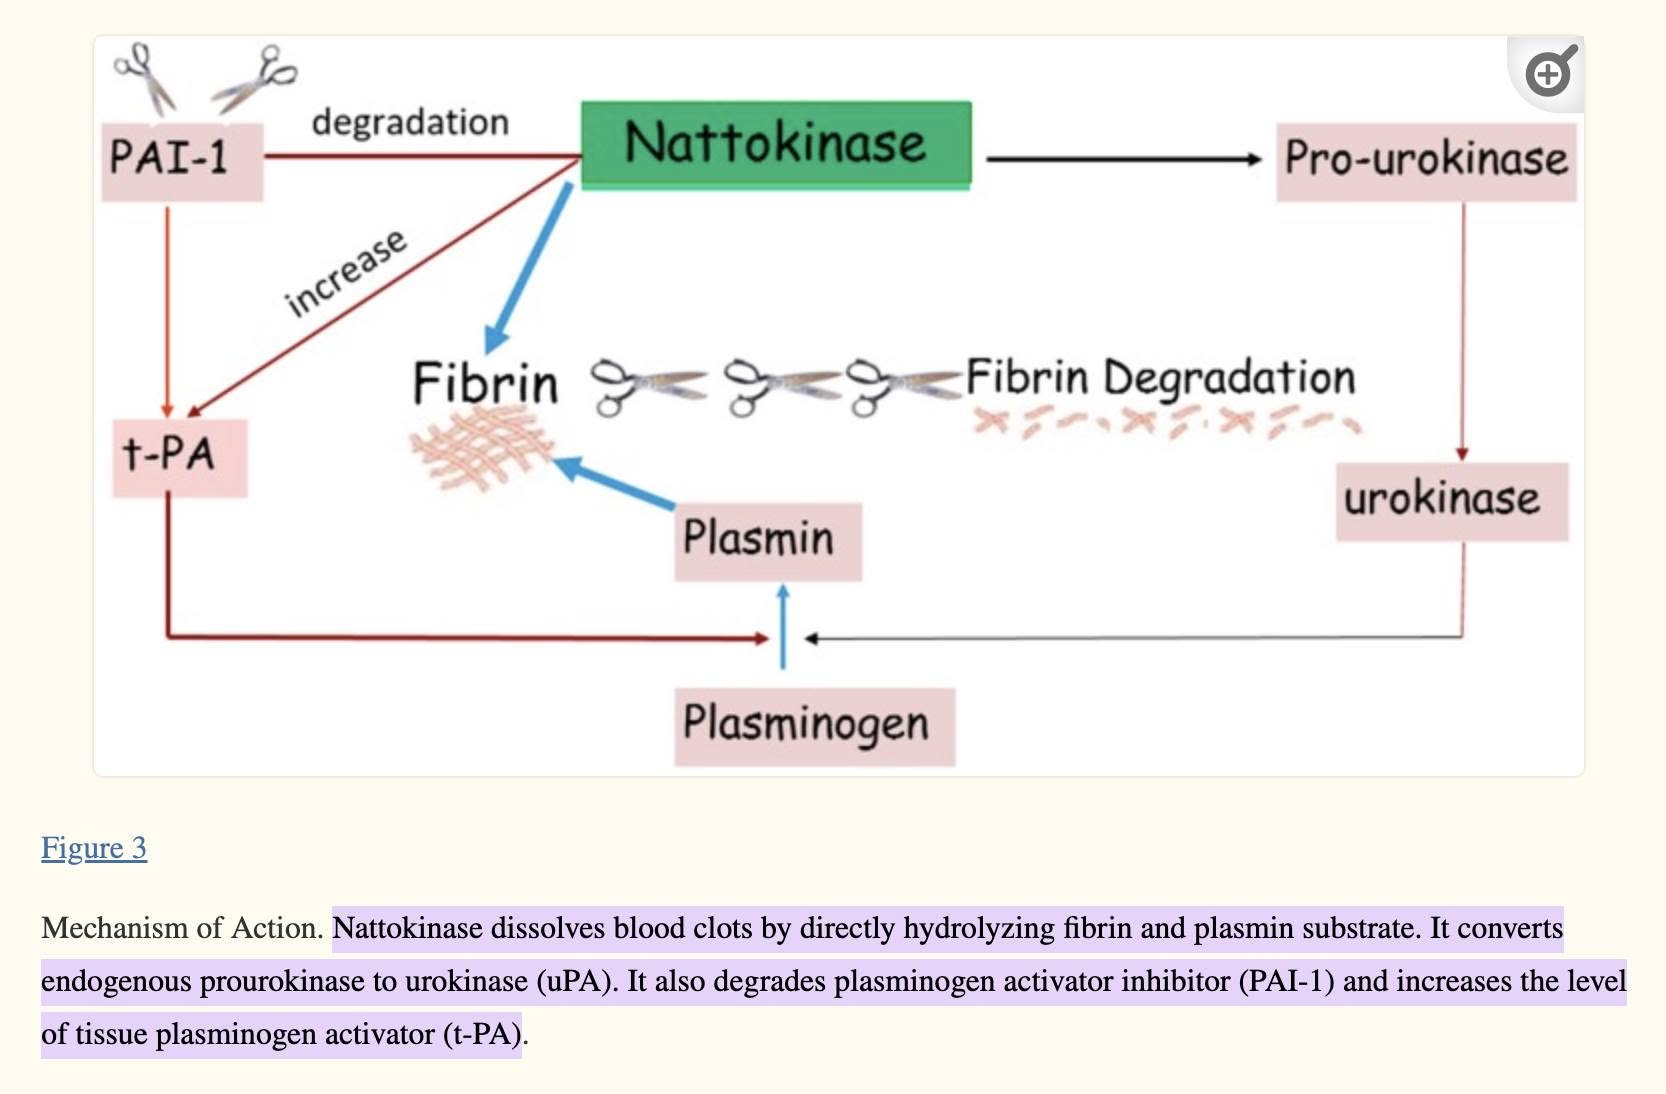 degradation
Nattokinase
PAI-1
Pro-urokinase
increase
Fibrin
Fibrin Degradation
t-PA
urokinase
Plasmin
Plasminogen
Figure 3
Mechanism of Action. Nattokinase dissolves blood clots by directly hydrolyzing fibrin and plasmin substrate. It converts
endogenous prourokinase to urokinase (uPA). It also degrades plasminogen activator inhibitor (PAI-1) and increases the level
of tissue plasminogen activator (t-PA).